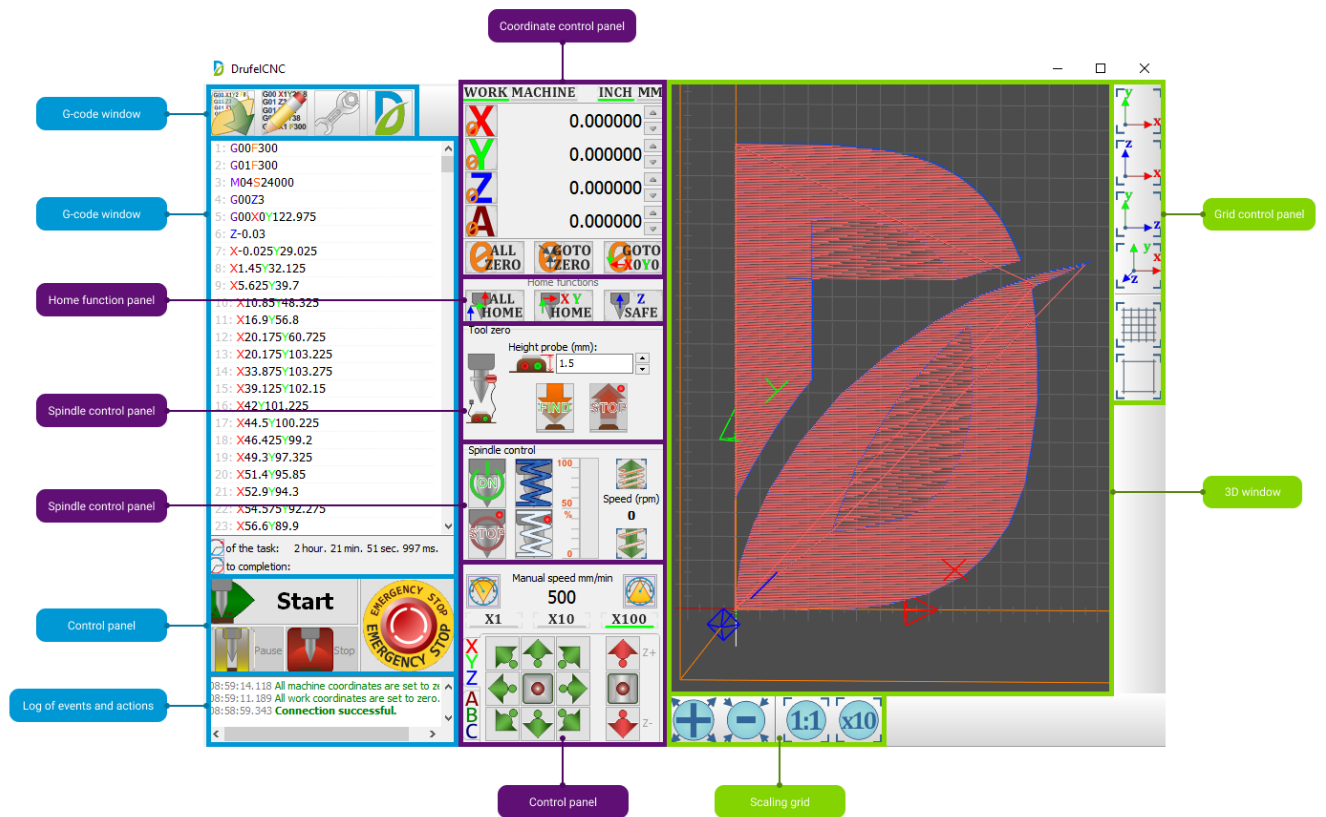 Coordinate control panel
DrufelCNC
G-code window
G-code window
Home function panel
Spindle control panel
Spindle control panel
Control panel
Log of events and actions
1: G00F300
2: G01F300
3: M04S24000
4: G00Z3
5: G00X0Y122.975
6: Z-0.03
7: X-0.025Y29.025
8: X1.45Y32.125
9: X5.625Y39.7
10: X10.85Y48.325
11: X16.9Y56.8
12: X20.175Y60.725
13: X20.175Y103.225
14: X33.875Y103.275
15: X39.125Y102.15
16: X42Y101.225
17: X44.5Y100.225
18: X46.425Y99.2
19: X49.3Y97.325
20: X51.4Y95.85
21: X52.9Y94.3
22: X54.575Y92.275
23: X56.6Y89.9
of the task: 2 hour. 21 min. 51 sec. 997 ms.
to completion:
Start
Pause
Stop
EMERGENCY STOP
EMERGENCY STOP
08:59:14.118 All machine coordinates are set to ze
08:59:11.189 All work coordinates are set to zero.
08:58:59.343 Connection successful.
WORK MACHINE INCH MM
X 0.000000
Y 0.000000
Z 0.000000
A 0.000000
ALL ZERO
GOTO ZERO
GOTO X0Y0
Home functions
ALL HOME
X Y HOME
Z SAFE
Tool zero
Height probe (mm):
1.5
FIND
STOP
Spindle control
ON
STOP
100
50
%
0
Speed (rpm)
0
Manual speed mm/min
500
X1 X10 X100
X
Y
Z
A
B
C
Z+
Z-
Control panel
Y
X
y
x
z
x
y
z
y
x
z
1:1
x10
Grid control panel
3D window
Scaling grid